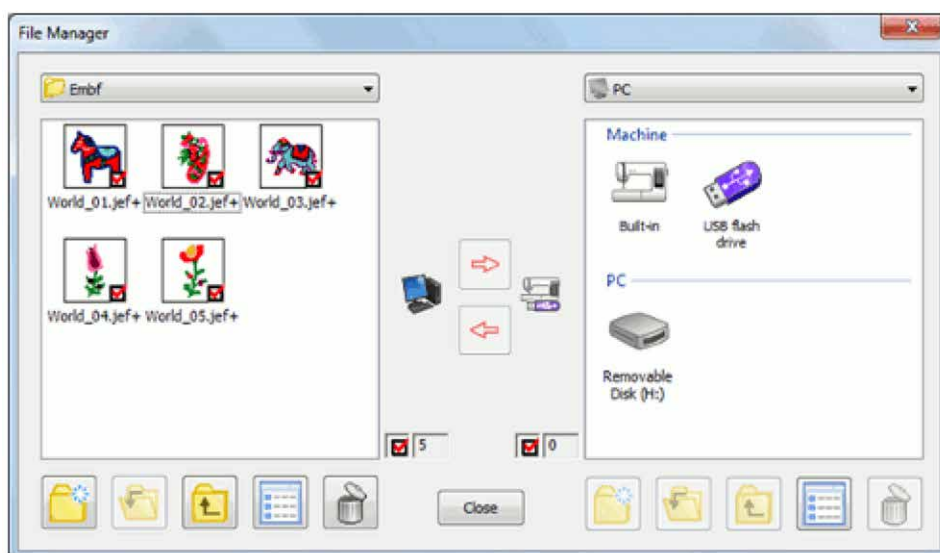 File Manager
Embf
PC
World_01.jef+ World_02.jef+ World_03.jef+
World_04.jef+ World_05.jef+
Machine
Built-in
USB flash
drive
PC
Removable
Disk (H:)
5
0
Close